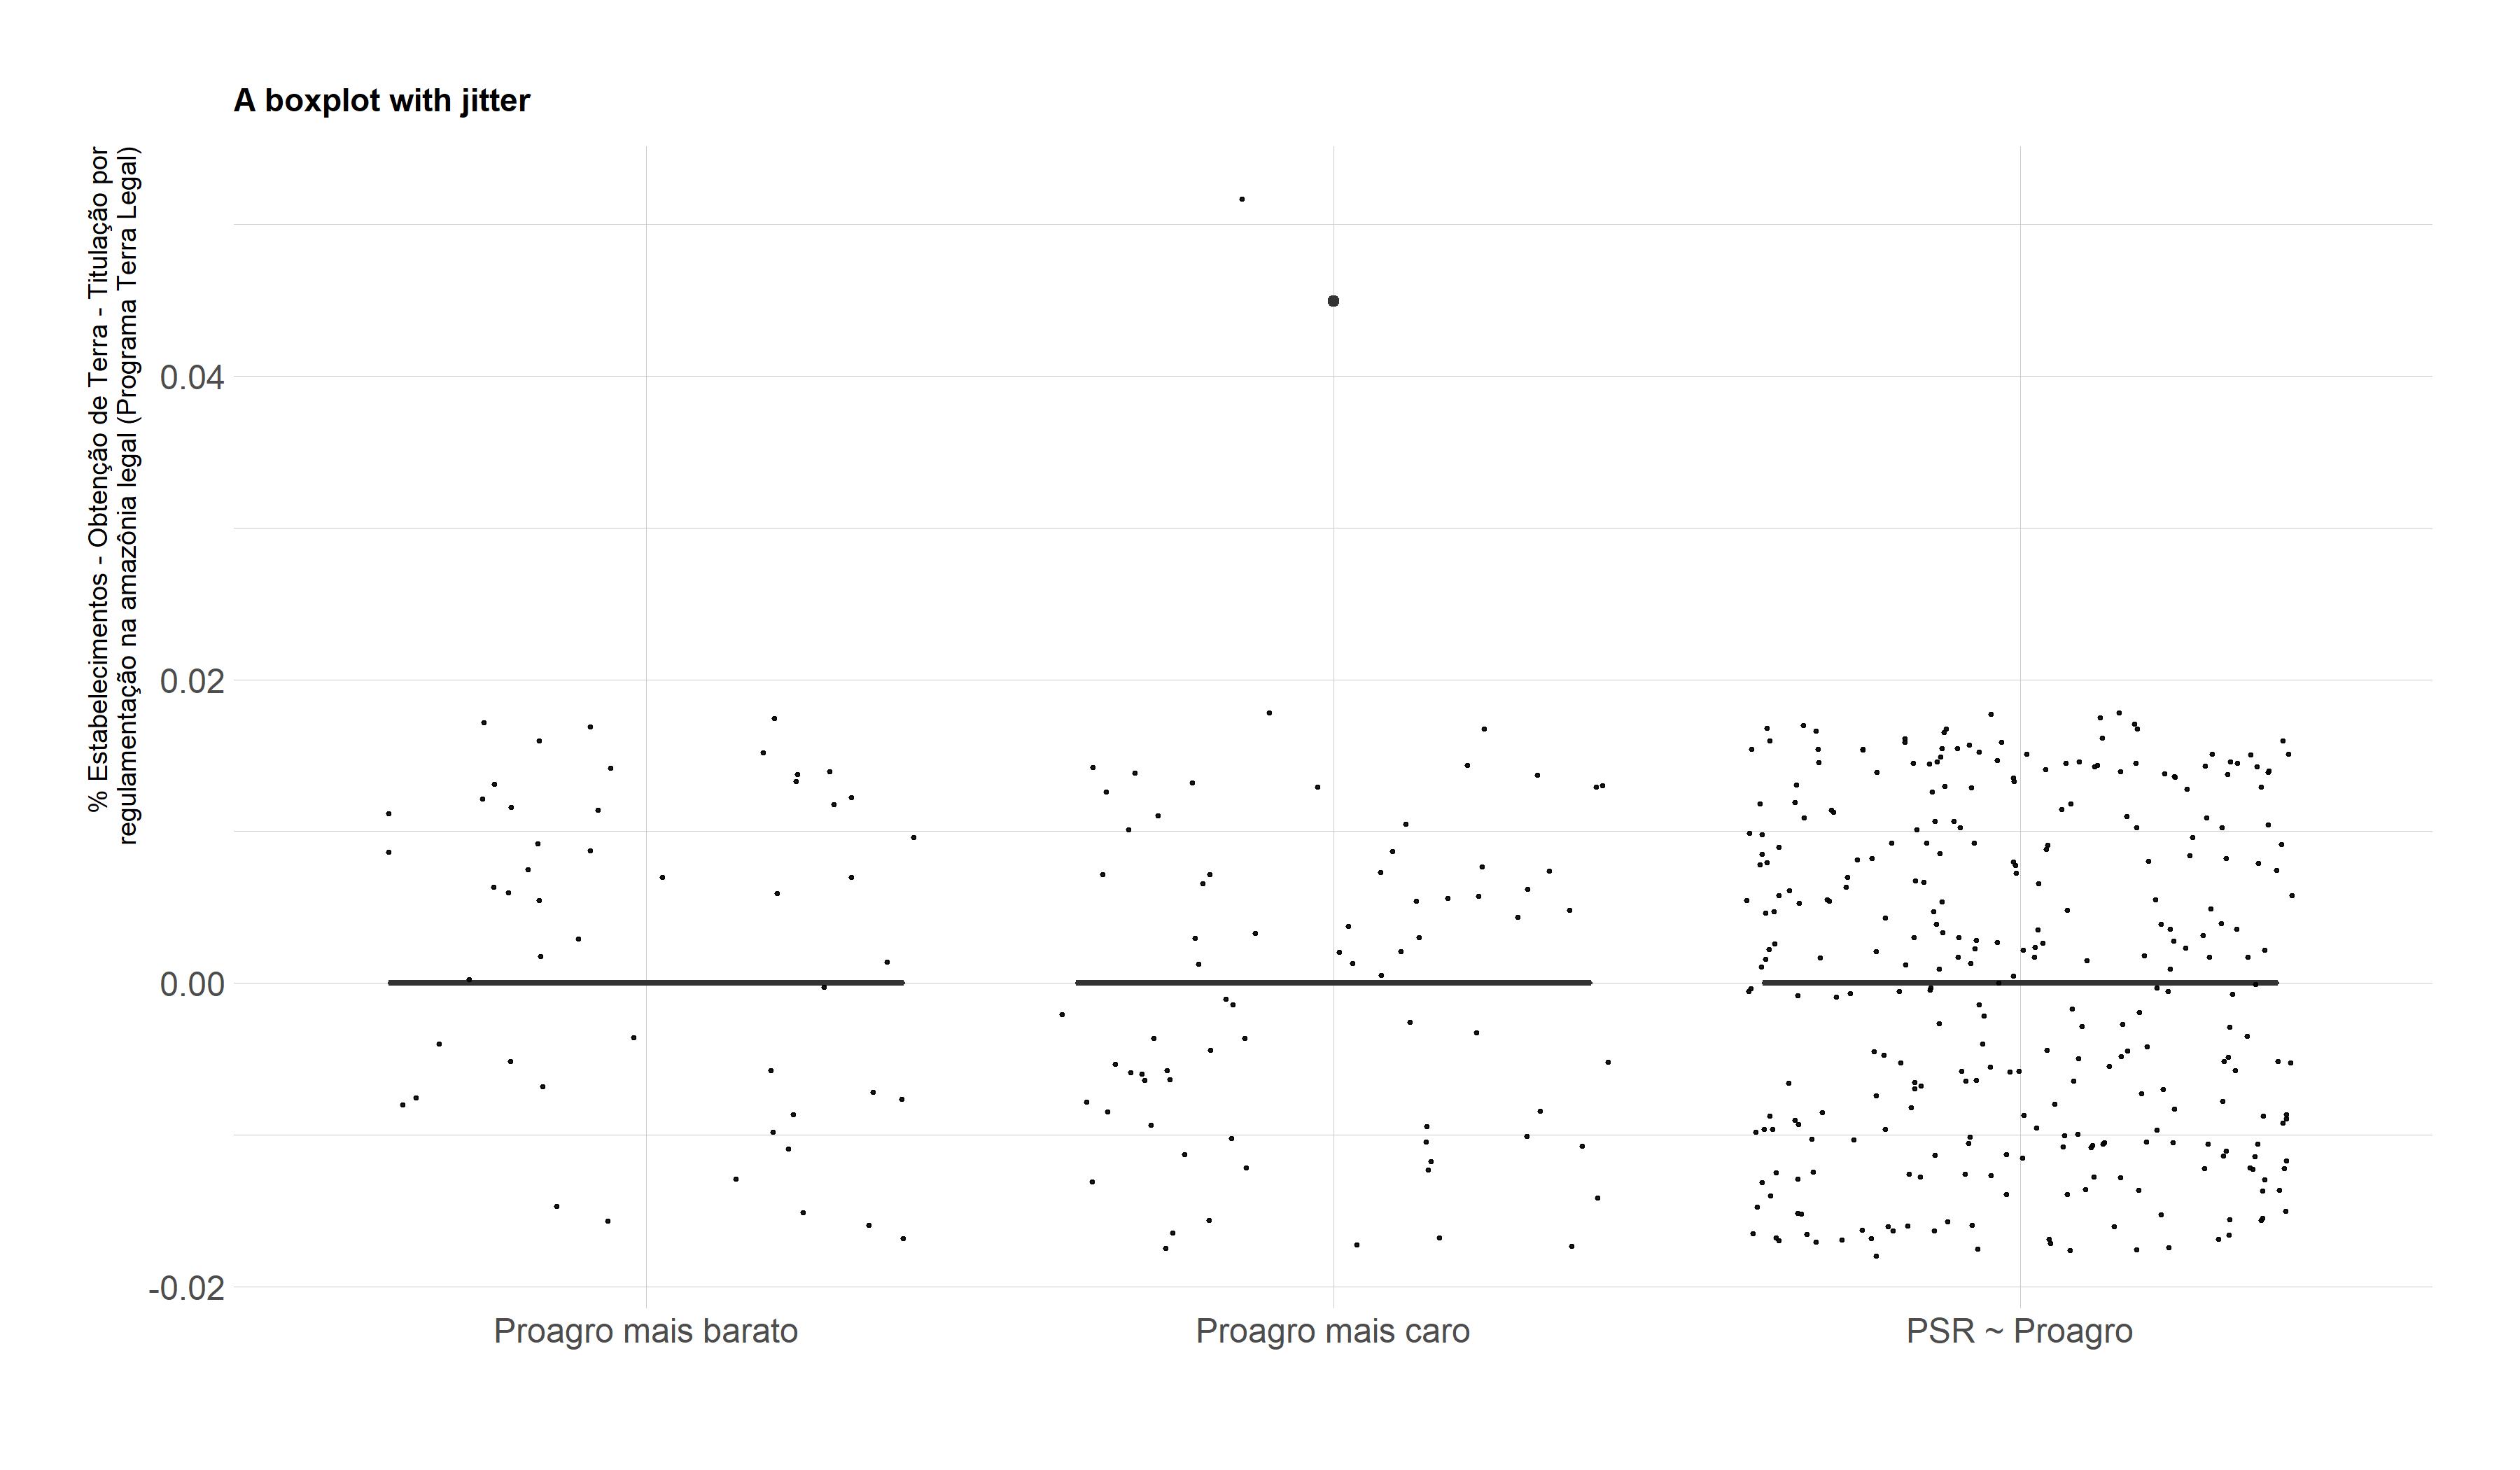 A boxplot with jitter
% Estabelecimentos - Obtenção de Terra - Titulação por
regulamentação na amazônia legal (Programa Terra Legal)
0.04
0.02
0.00
-0.02
Proagro mais barato
Proagro mais caro
PSR ~ Proagro